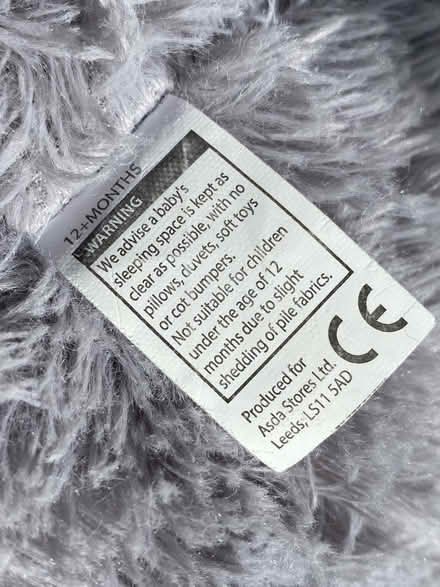 12+MONTHS
WARNING
We advise a baby's
sleeping space is kept as
clear as possible, with no
pillows, duvets, soft toys
or cot bumpers.
Not suitable for children
under the age of 12
months due to slight
shedding of pile fabrics.
CE
Produced for
Asda Stores Ltd.
Leeds, LS11 5AD